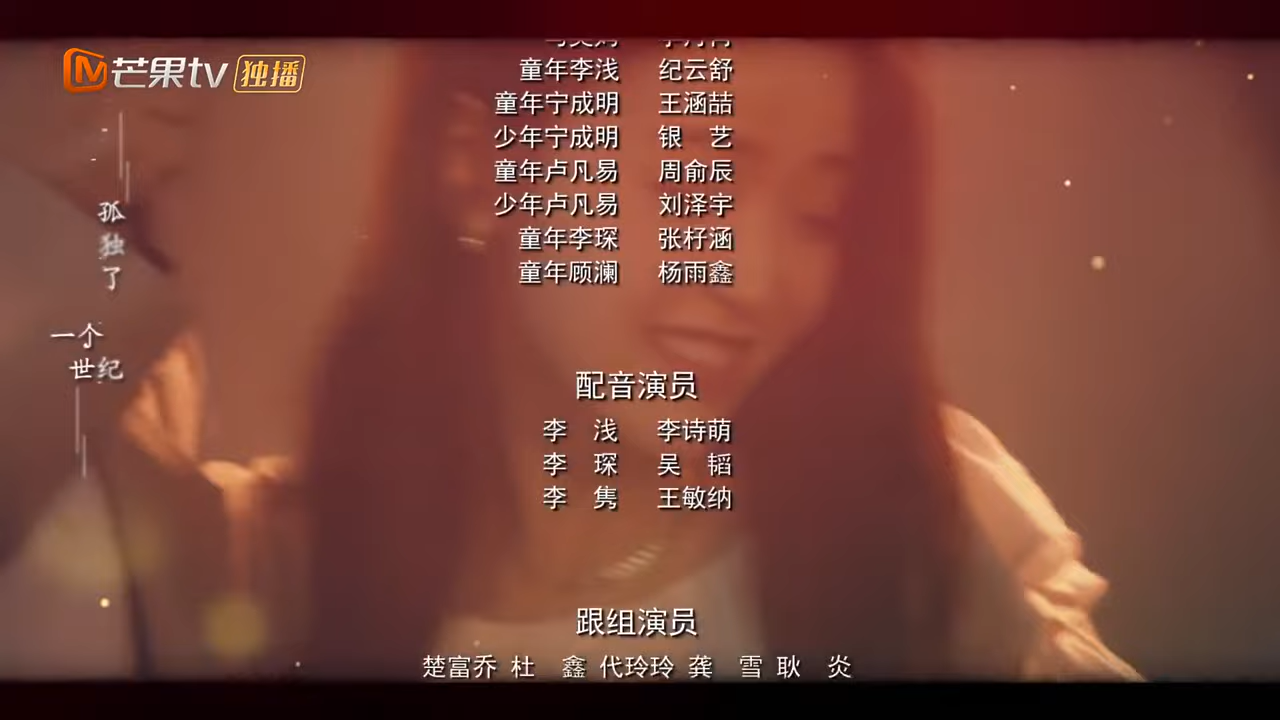 芒果tv 独播
童年李浅 纪云舒
童年宁成明 王涵喆
少年宁成明 银 艺
童年卢凡易 周俞辰
少年卢凡易 刘泽宇
童年李琛 张杍涵
童年顾澜 杨雨鑫
孤独了
一个
世纪
配音演员
李 浅 李诗萌
李 琛 吴 韬
李 隽 王敏纳
跟组演员
楚富乔 杜 鑫 代玲玲 龚 雪 耿 炎